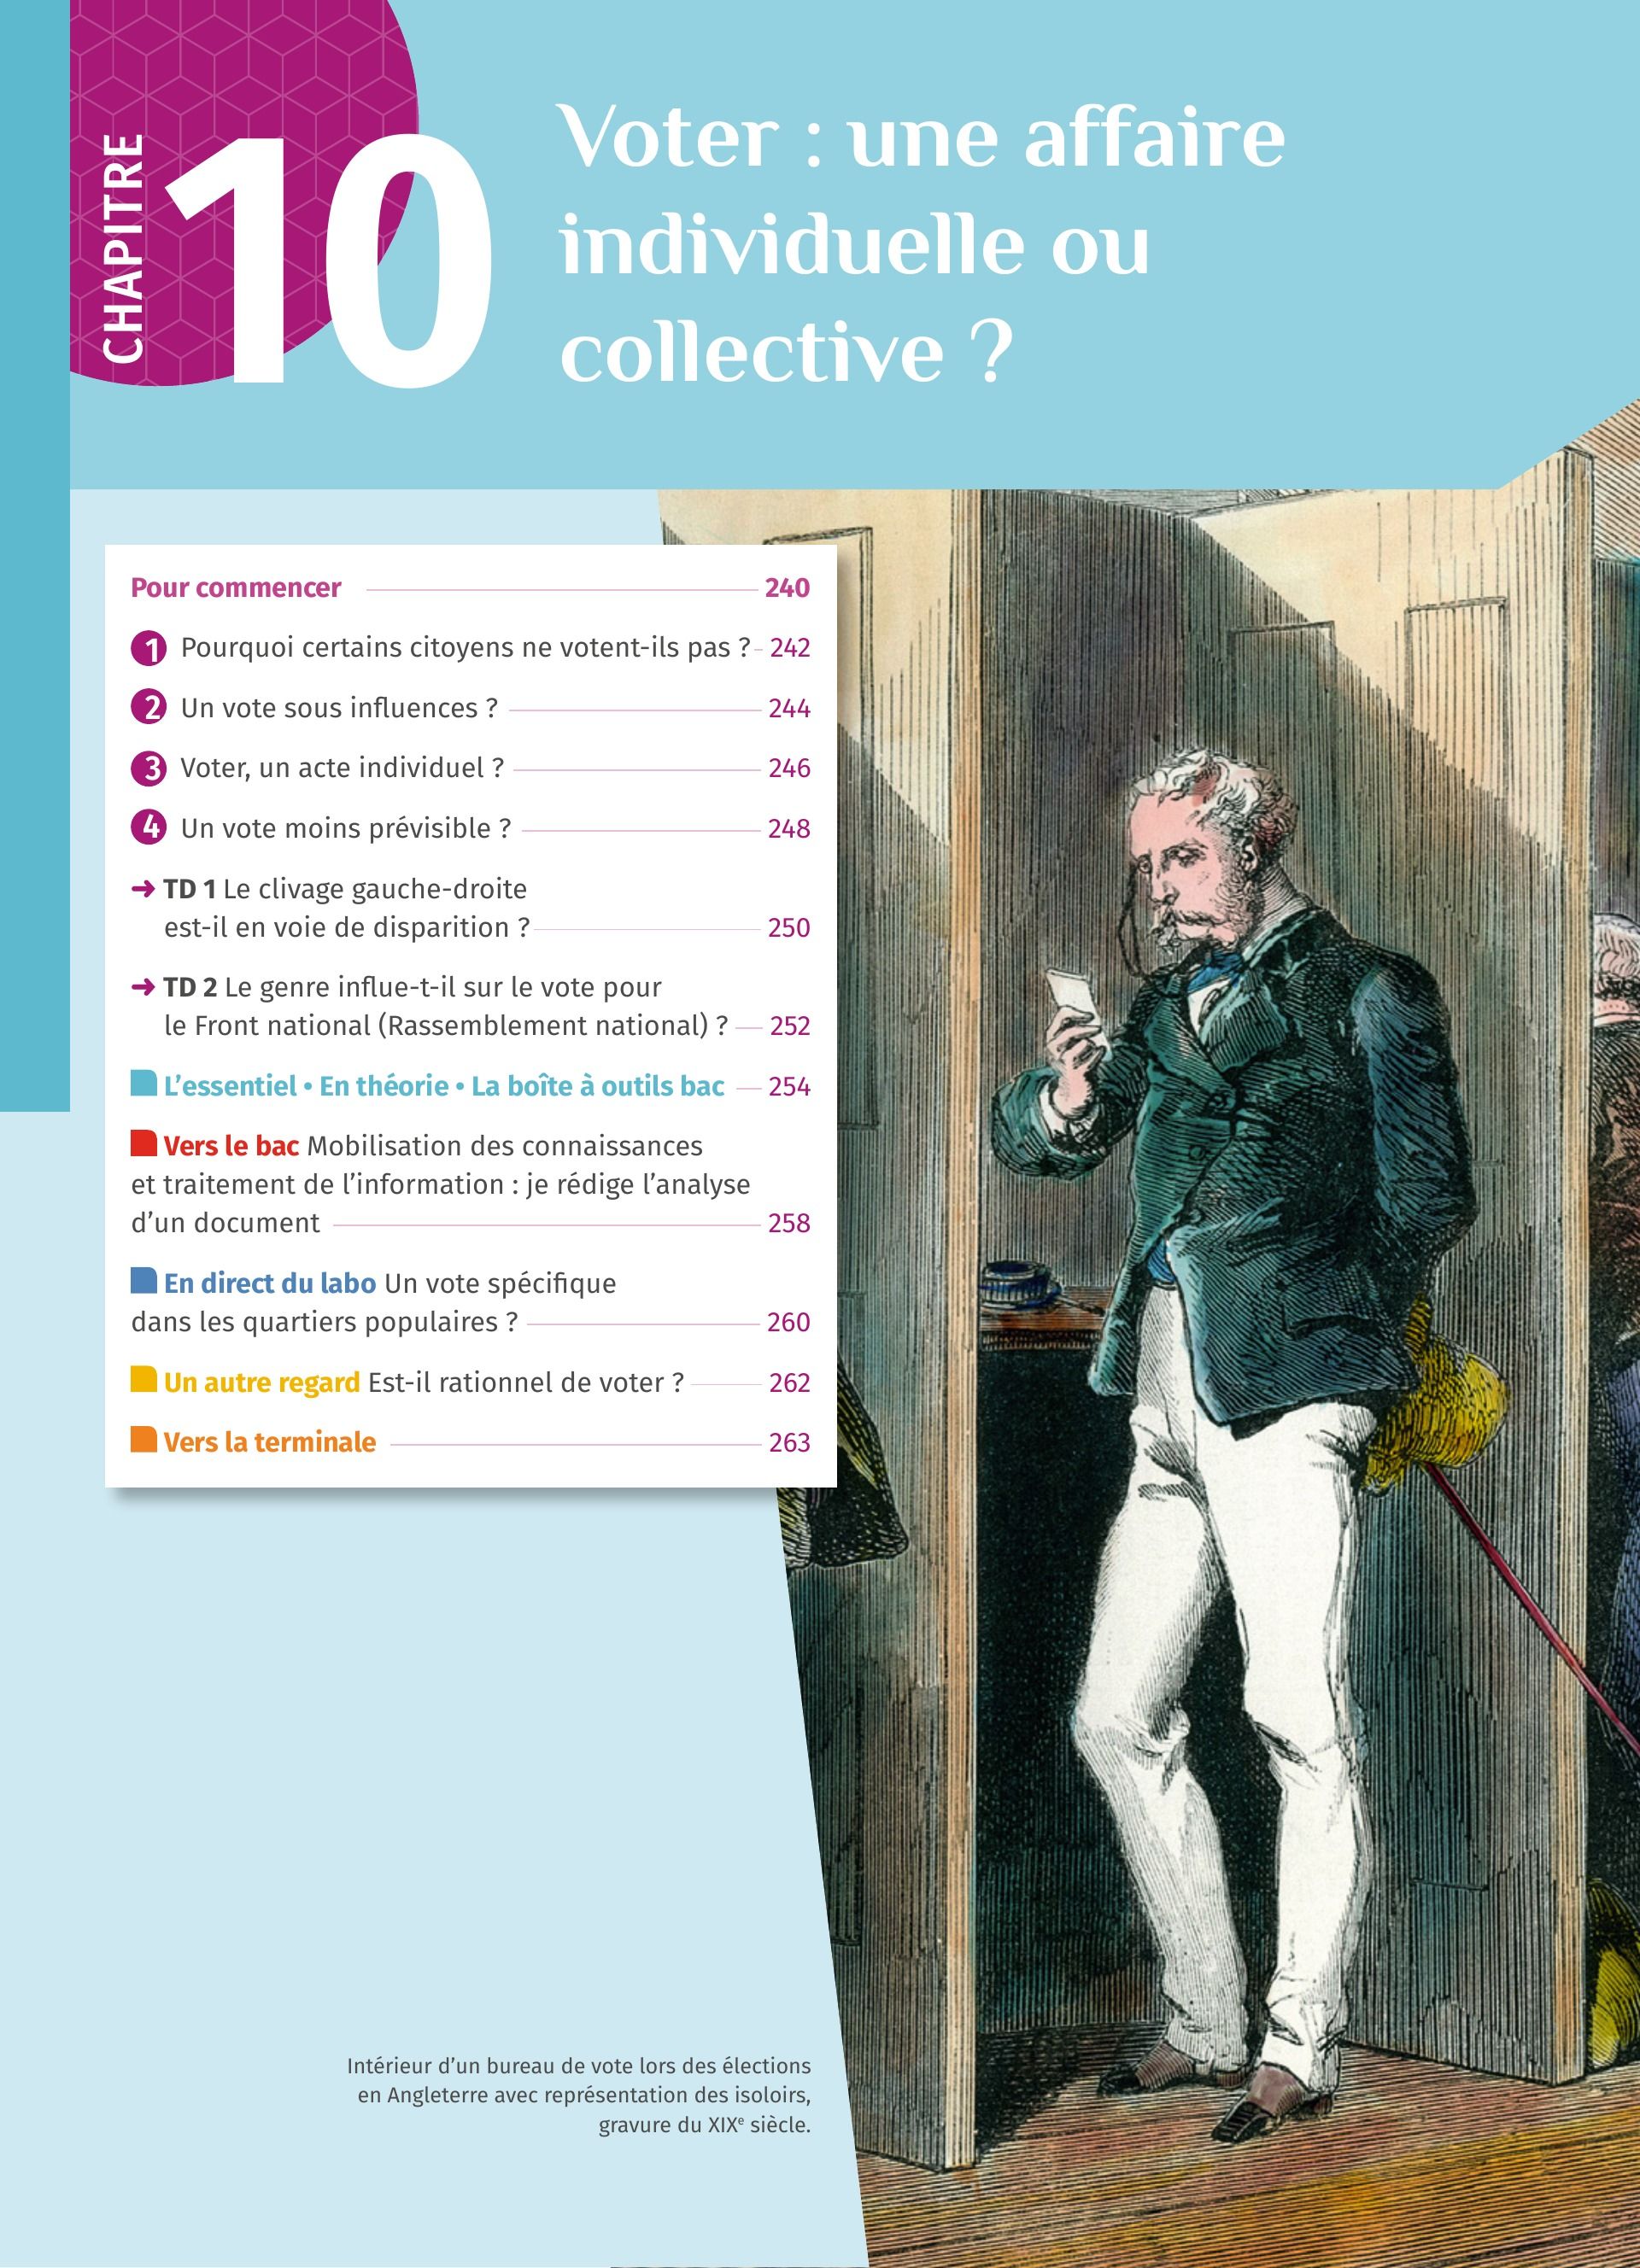 CHAPITRE
10
Voter : une affaire
individuelle ou
collective ?
Pour commencer 240
1 Pourquoi certains citoyens ne votent-ils pas ? 242
2 Un vote sous influences ? 244
3 Voter, un acte individuel ? 246
4 Un vote moins prévisible ? 248
➜ TD 1 Le clivage gauche-droite
est-il en voie de disparition ? 250
➜ TD 2 Le genre influe-t-il sur le vote pour
le Front national (Rassemblement national) ? 252
L’essentiel • En théorie • La boîte à outils bac 254
Vers le bac Mobilisation des connaissances
et traitement de l’information : je rédige l’analyse
d’un document 258
En direct du labo Un vote spécifique
dans les quartiers populaires ? 260
Un autre regard Est-il rationnel de voter ? 262
Vers la terminale 263
Intérieur d’un bureau de vote lors des élections
en Angleterre avec représentation des isoloirs,
gravure du XIXᵉ siècle.